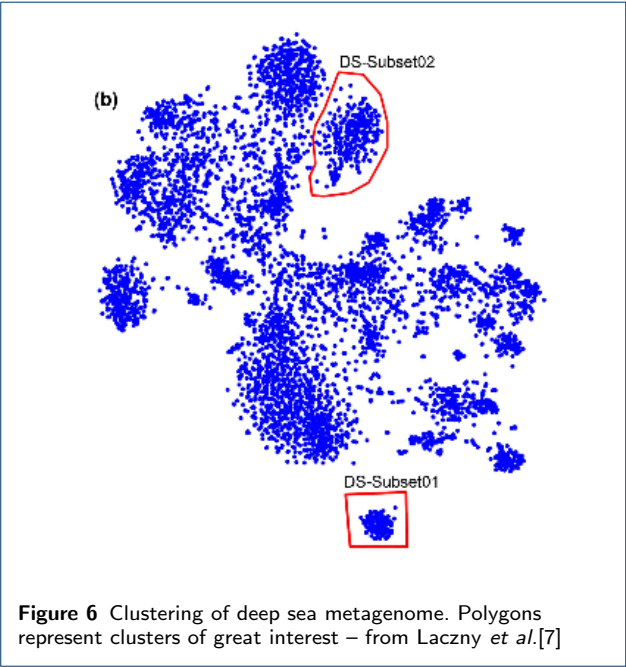 DS-Subset02
(b)
DS-Subset01
Figure 6 Clustering of deep sea metagenome. Polygons
represent clusters of great interest – from Laczny et al.[7]